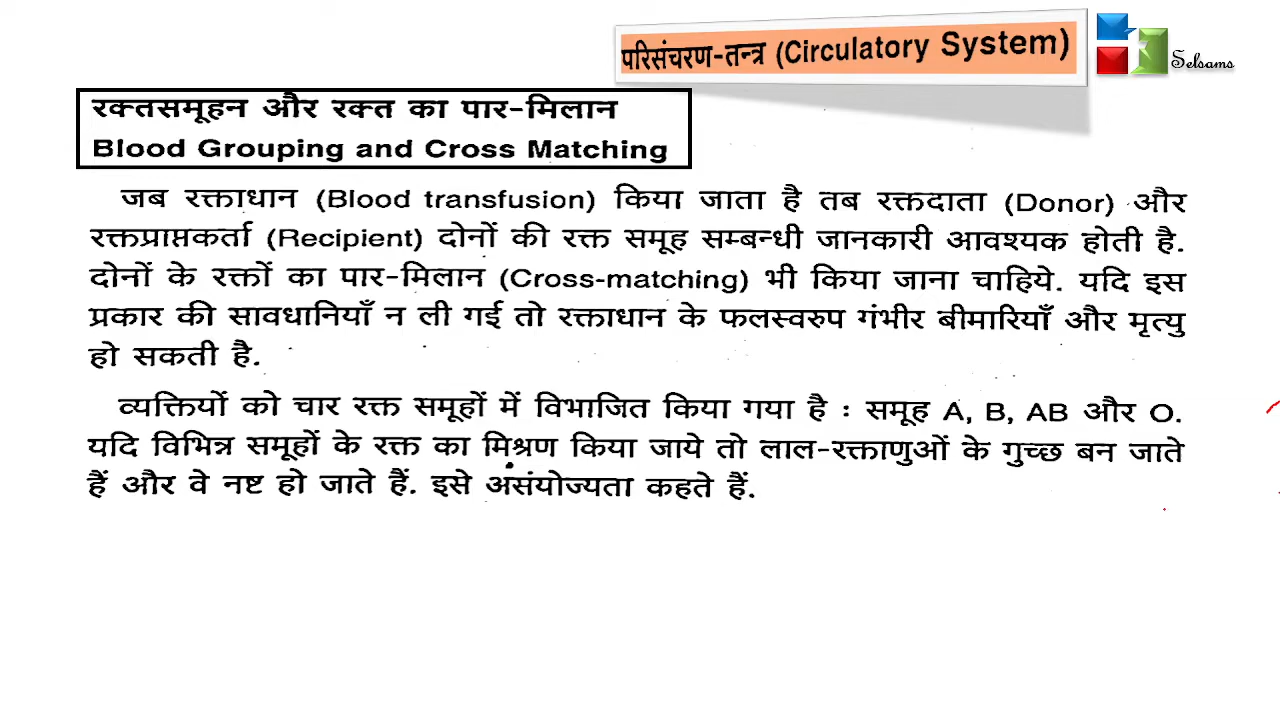 परिसंचरण-तन्त्र (Circulatory System)
Selsams
रक्तसमूहन और रक्त का पार-मिलान
Blood Grouping and Cross Matching
जब रक्ताधान (Blood transfusion) किया जाता है तब रक्तदाता (Donor) और
रक्तप्राप्तकर्ता (Recipient) दोनों की रक्त समूह सम्बन्धी जानकारी आवश्यक होती है.
दोनों के रक्तों का पार-मिलान (Cross-matching) भी किया जाना चाहिये. यदि इस
प्रकार की सावधानियाँ न ली गई तो रक्ताधान के फलस्वरुप गंभीर बीमारियाँ और मृत्यु
हो सकती है.
व्यक्तियों को चार रक्त समूहों में विभाजित किया गया है : समूह A, B, AB और O.
यदि विभिन्न समूहों के रक्त का मिश्रण किया जाये तो लाल-रक्ताणुओं के गुच्छ बन जाते
हैं और वे नष्ट हो जाते हैं. इसे असंयोज्यता कहते हैं.